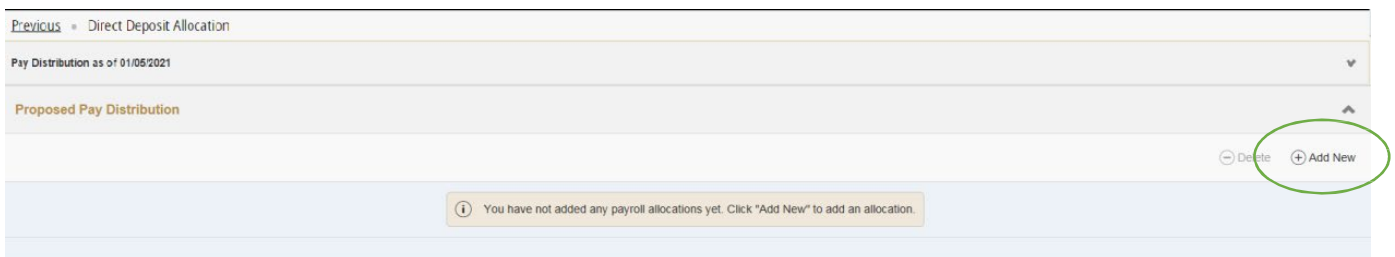 Previous • Direct Deposit Allocation
Pay Distribution as of 01/05/2021
Proposed Pay Distribution
Delete Add New
You have not added any payroll allocations yet. Click "Add New" to add an allocation.